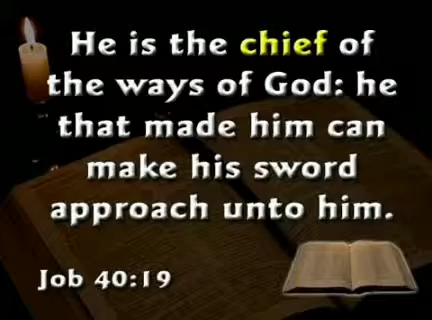 He is the chief of
the ways of God: he
that made him can
make his sword
approach unto him.
Job 40:19